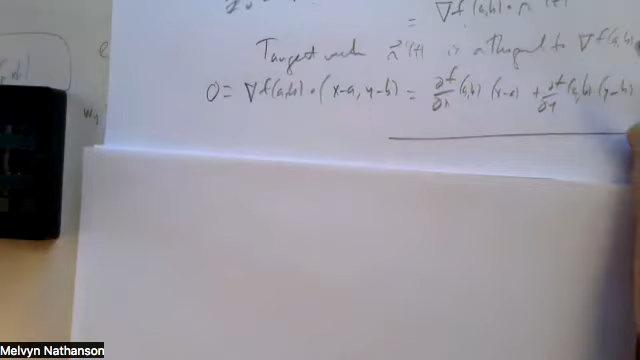 = ∇f(a,b) · r⃗'(t)
Tangent vector r⃗'(t) is orthogonal to ∇f(a,b)
0 = ∇f(a,b) · (x-a, y-b) = ∂f/∂x (a,b) (x-a) + ∂f/∂y (a,b) (y-b)
Melvyn Nathanson